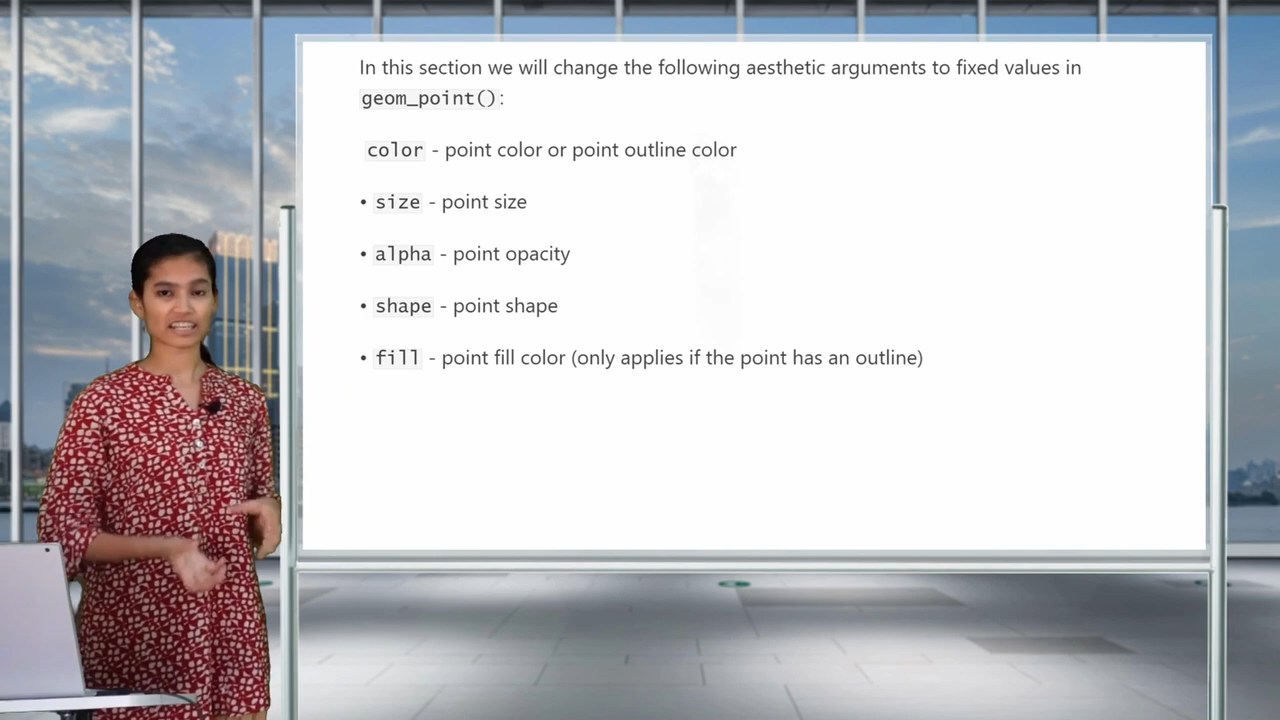 In this section we will change the following aesthetic arguments to fixed values in
geom_point():
color - point color or point outline color
• size - point size
• alpha - point opacity
• shape - point shape
• fill - point fill color (only applies if the point has an outline)